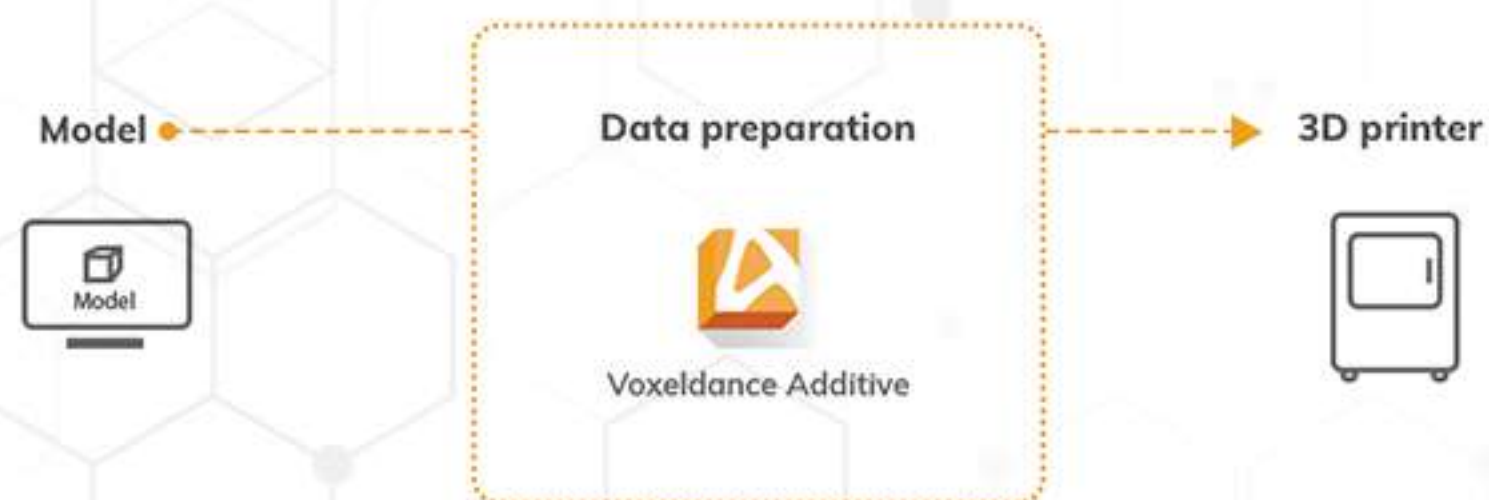 Model
Data preparation
3D printer
Model
Voxeldance Additive